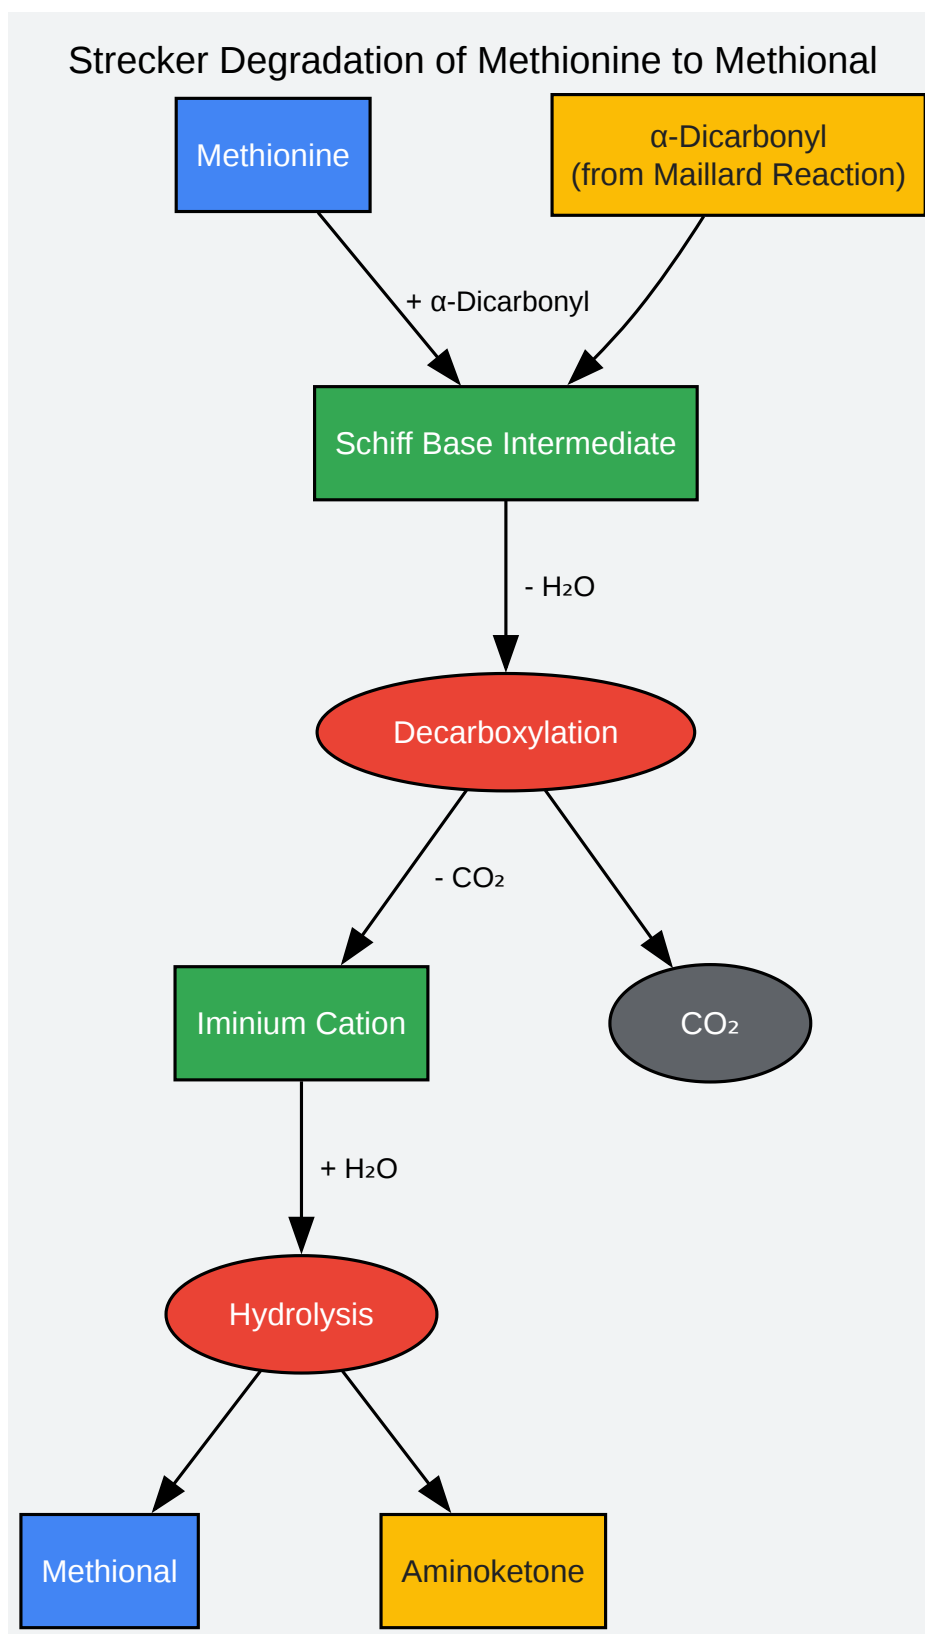 Strecker Degradation of Methionine to Methional
Methionine
α-Dicarbonyl
(from Maillard Reaction)
+ α-Dicarbonyl
Schiff Base Intermediate
- H₂O
Decarboxylation
- CO₂
Iminium Cation
CO₂
+ H₂O
Hydrolysis
Methional
Aminoketone